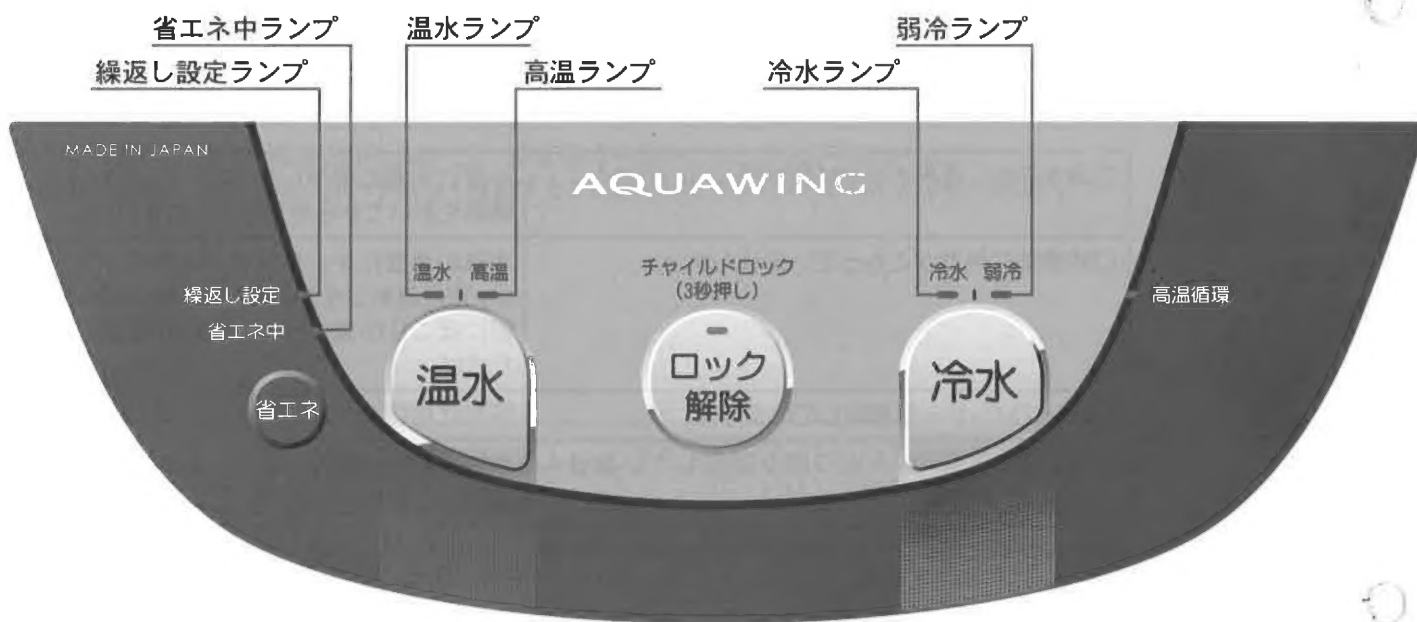 省エネ中ランプ
温水ランプ
弱冷ランプ
繰返し設定ランプ
高温ランプ
冷水ランプ
MADE IN JAPAN
AQUAWING
温水 高温
チャイルドロック
(3秒押し)
冷水 弱冷
繰返し設定
高温循環
省エネ中
温水
ロック
解除
冷水
省エネ